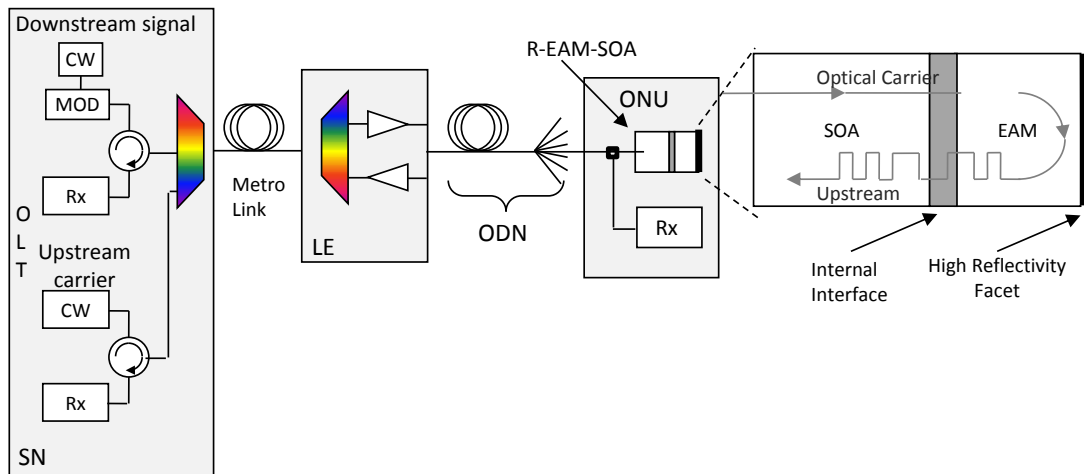 Downstream signal
CW
MOD
Rx
O
L
T
Upstream
carrier
CW
Rx
SN
Metro
Link
LE
ODN
R-EAM-SOA
ONU
Rx
Optical Carrier
SOA
EAM
Upstream
Internal
Interface
High Reflectivity
Facet